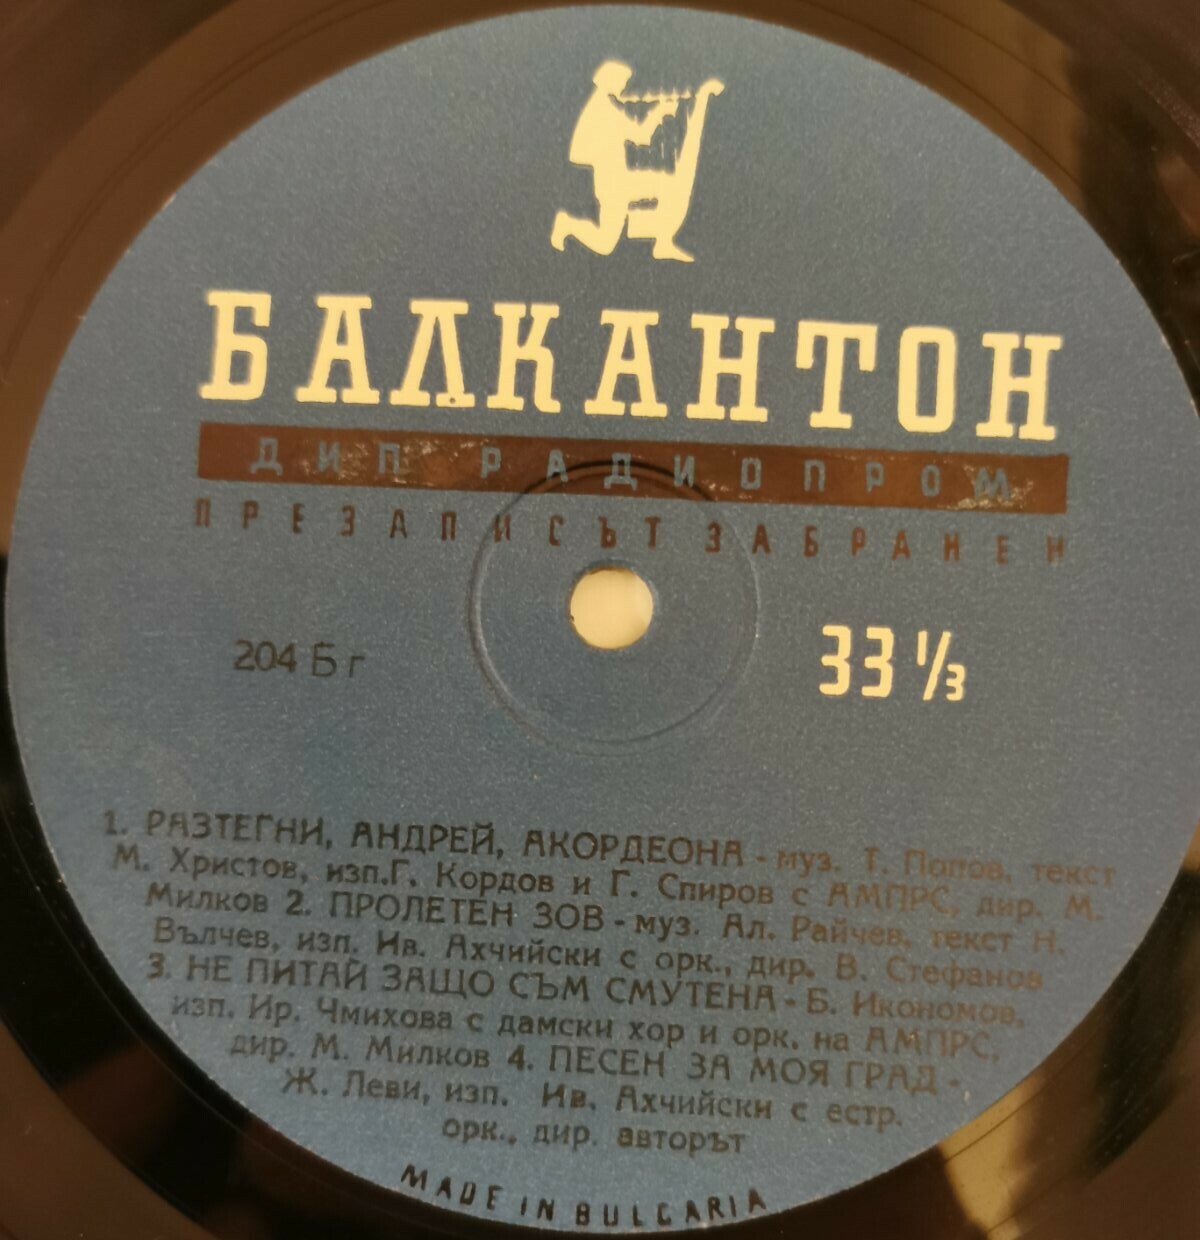 БАЛКАНТОН
ДИП РАДИОПРОМ
ПРЕЗАПИСЪТ ЗАБРАНЕН
204 Б г
33 1/3
1. РАЗТЕГНИ, АНДРЕЙ, АКОРДЕОНА - муз. Т. Попов, текст
М. Христов, изп.Г. Кордов и Г. Спиров с АМПРС, дир. М.
Милков 2. ПРОЛЕТЕН ЗОВ - муз. Ал. Райчев, текст Н.
Вълчев, изп. Ив. Ахчийски с орк., дир. В. Стефанов
3. НЕ ПИТАЙ ЗАЩО СЪМ СМУТЕНА - Б. Икономов,
изп. Ир. Чмихова с дамски хор и орк. на АМПРС,
дир. М. Милков 4. ПЕСЕН ЗА МОЯ ГРАД -
Ж. Леви, изп. Ив. Ахчийски с естр.
орк., дир. авторът
MADE IN BULGARIA